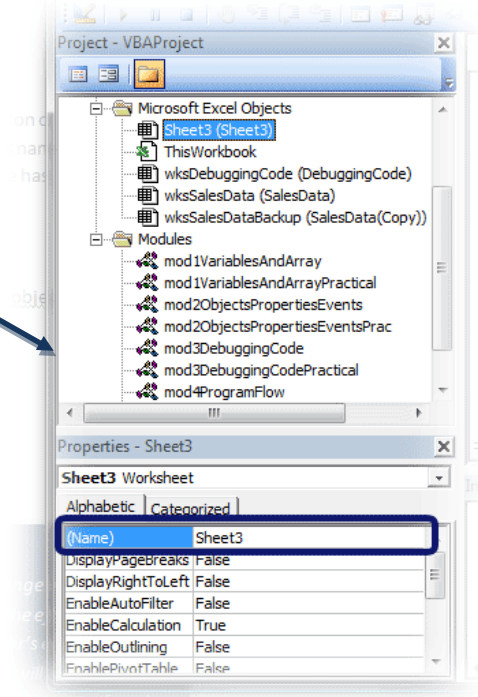 Project - VBAProject
Microsoft Excel Objects
Sheet3 (Sheet3)
ThisWorkbook
wksDebuggingCode (DebuggingCode)
wksSalesData (SalesData)
wksSalesDataBackup (SalesData(Copy))
Modules
mod1VariablesAndArray
mod1VariablesAndArrayPractical
mod2ObjectsPropertiesEvents
mod2ObjectsPropertiesEventsPrac
mod3DebuggingCode
mod3DebuggingCodePractical
mod4ProgramFlow
Properties - Sheet3
Sheet3 Worksheet
Alphabetic Categorized
(Name) Sheet3
DisplayPageBreaks False
DisplayRightToLeft False
EnableAutoFilter False
EnableCalculation True
EnableOutlining False
EnablePivotTable False